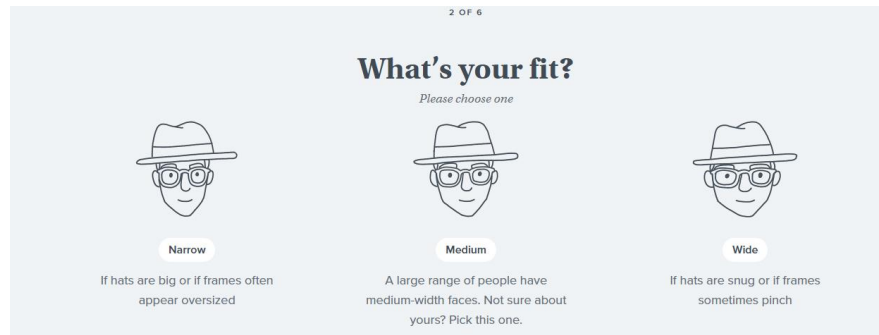 2 OF 6
What's your fit?
Please choose one
Narrow
If hats are big or if frames often
appear oversized
Medium
A large range of people have
medium-width faces. Not sure about
yours? Pick this one.
Wide
If hats are snug or if frames
sometimes pinch